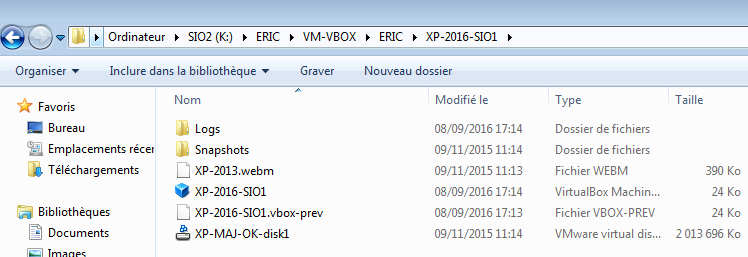 Ordinateur SIO2 (K:) ERIC VM-VBOX ERIC XP-2016-SIO1
Organiser Inclure dans la bibliothèque Graver Nouveau dossier
Favoris
Bureau
Emplacements récer
Téléchargements
Bibliothèques
Documents
Images
Nom Modifié le Type Taille
Logs 08/09/2016 17:14 Dossier de fichiers
Snapshots 09/11/2015 11:14 Dossier de fichiers
XP-2013.webm 09/11/2015 11:13 Fichier WEBM 390 Ko
XP-2016-SIO1 08/09/2016 17:14 VirtualBox Machin... 24 Ko
XP-2016-SIO1.vbox-prev 08/09/2016 17:13 Fichier VBOX-PREV 24 Ko
XP-MAJ-OK-disk1 09/11/2015 11:14 VMware virtual dis... 2 013 696 Ko